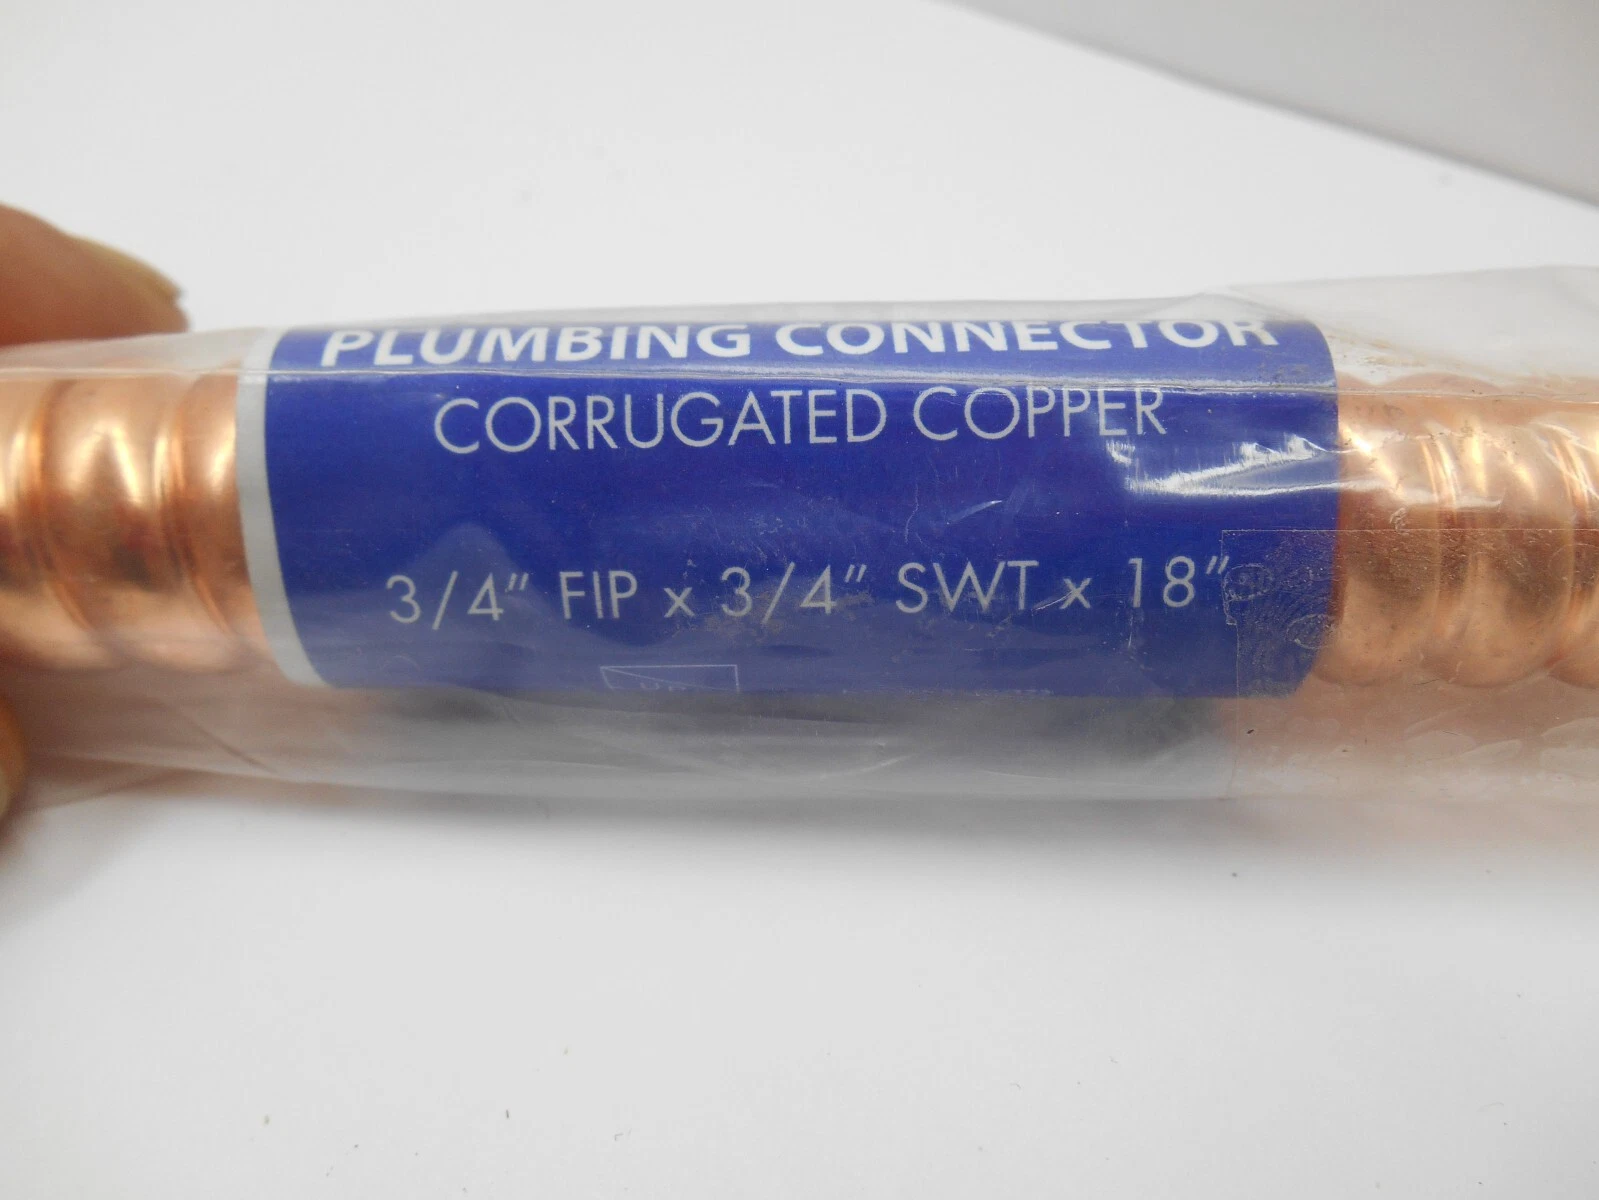 PLUMBING CONNECTOR
CORRUGATED COPPER
3/4" FIP x 3/4" SWT x 18"